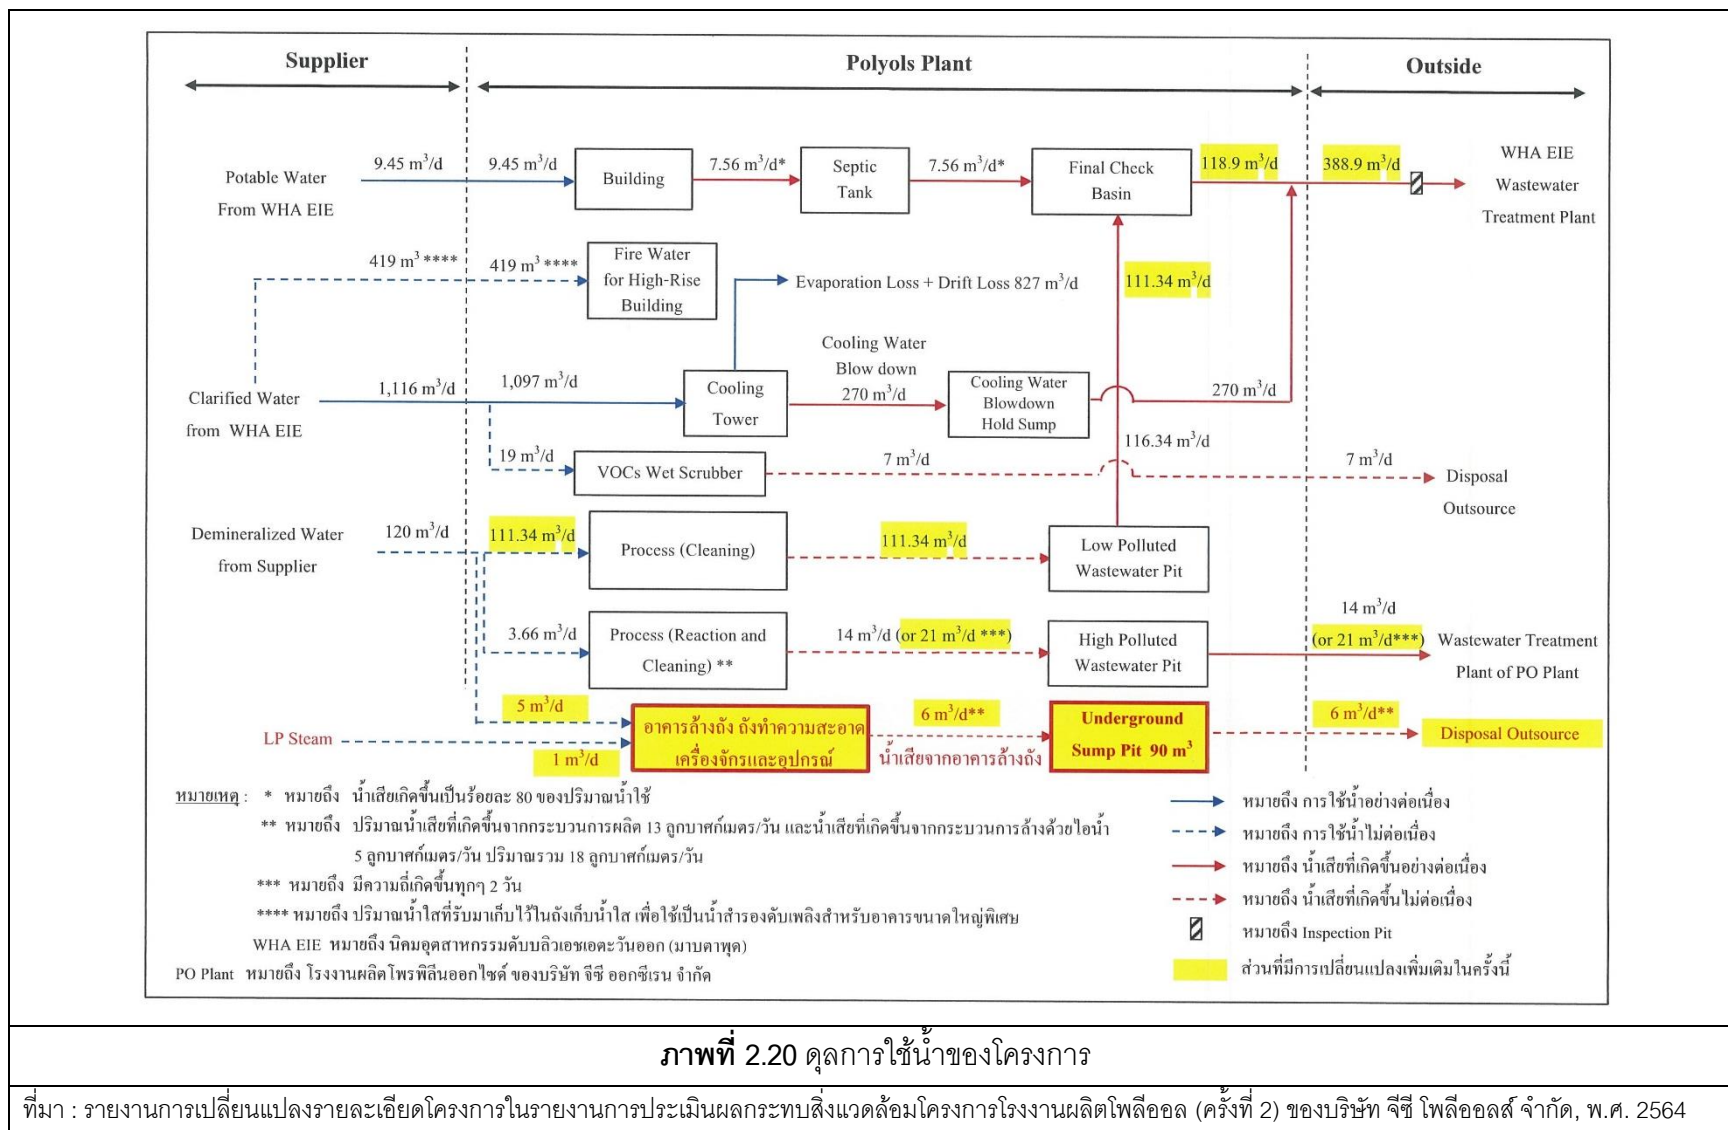 Supplier
Polyols Plant
Outside
Potable Water
From WHA EIE
9.45 m³/d
9.45 m³/d
Building
7.56 m³/d*
Septic
Tank
7.56 m³/d*
Final Check
Basin
118.9 m³/d
388.9 m³/d
WHA EIE
Wastewater
Treatment Plant
419 m³ ****
419 m³ ****
Fire Water
for High-Rise
Building
Evaporation Loss + Drift Loss 827 m³/d
111.34 m³/d
Clarified Water
from WHA EIE
1,116 m³/d
1,097 m³/d
Cooling
Tower
Cooling Water
Blow down
270 m³/d
Cooling Water
Blowdown
Hold Sump
270 m³/d
116.34 m³/d
19 m³/d
VOCs Wet Scrubber
7 m³/d
7 m³/d
Disposal
Outsource
Demineralized Water
from Supplier
120 m³/d
111.34 m³/d
Process (Cleaning)
111.34 m³/d
Low Polluted
Wastewater Pit
3.66 m³/d
Process (Reaction and
Cleaning) **
14 m³/d (or 21 m³/d ***)
High Polluted
Wastewater Pit
14 m³/d
(or 21 m³/d***)
Wastewater Treatment
Plant of PO Plant
LP Steam
5 m³/d
1 m³/d
อาคารล้างถัง ถังทำความสะอาด
เครื่องจักรและอุปกรณ์
6 m³/d**
น้ำเสียจากอาคารล้างถัง
Underground
Sump Pit 90 m³
6 m³/d**
Disposal Outsource
หมายเหตุ : * หมายถึง น้ำเสียเกิดขึ้นเป็นร้อยละ 80 ของปริมาณน้ำใช้
** หมายถึง ปริมาณน้ำเสียที่เกิดขึ้นจากกระบวนการผลิต 13 ลูกบาศก์เมตร/วัน และน้ำเสียที่เกิดขึ้นจากกระบวนการล้างด้วยไอน้ำ
5 ลูกบาศก์เมตร/วัน ปริมาณรวม 18 ลูกบาศก์เมตร/วัน
*** หมายถึง มีความถี่เกิดขึ้นทุกๆ 2 วัน
**** หมายถึง ปริมาณน้ำใสที่รับมาเก็บไว้ในถังเก็บน้ำใส เพื่อใช้เป็นน้ำสำรองดับเพลิงสำหรับอาคารขนาดใหญ่พิเศษ
WHA EIE หมายถึง นิคมอุตสาหกรรมดับบลิวเอชเอตะวันออก (มาบตาพุด)
PO Plant หมายถึง โรงงานผลิตโพรพิลีนออกไซด์ ของบริษัท จีซี ออกซีเรน จำกัด
หมายถึง การใช้น้ำอย่างต่อเนื่อง
หมายถึง การใช้น้ำไม่ต่อเนื่อง
หมายถึง น้ำเสียที่เกิดขึ้นอย่างต่อเนื่อง
หมายถึง น้ำเสียที่เกิดขึ้นไม่ต่อเนื่อง
หมายถึง Inspection Pit
ส่วนที่มีการเปลี่ยนแปลงเพิ่มเติมในครั้งนี้
ภาพที่ 2.20 ดุลการใช้น้ำของโครงการ
ที่มา : รายงานการเปลี่ยนแปลงรายละเอียดโครงการในรายงานการประเมินผลกระทบสิ่งแวดล้อมโครงการโรงงานผลิตโพลีออล (ครั้งที่ 2) ของบริษัท จีซี โพลีออลส์ จำกัด, พ.ศ. 2564